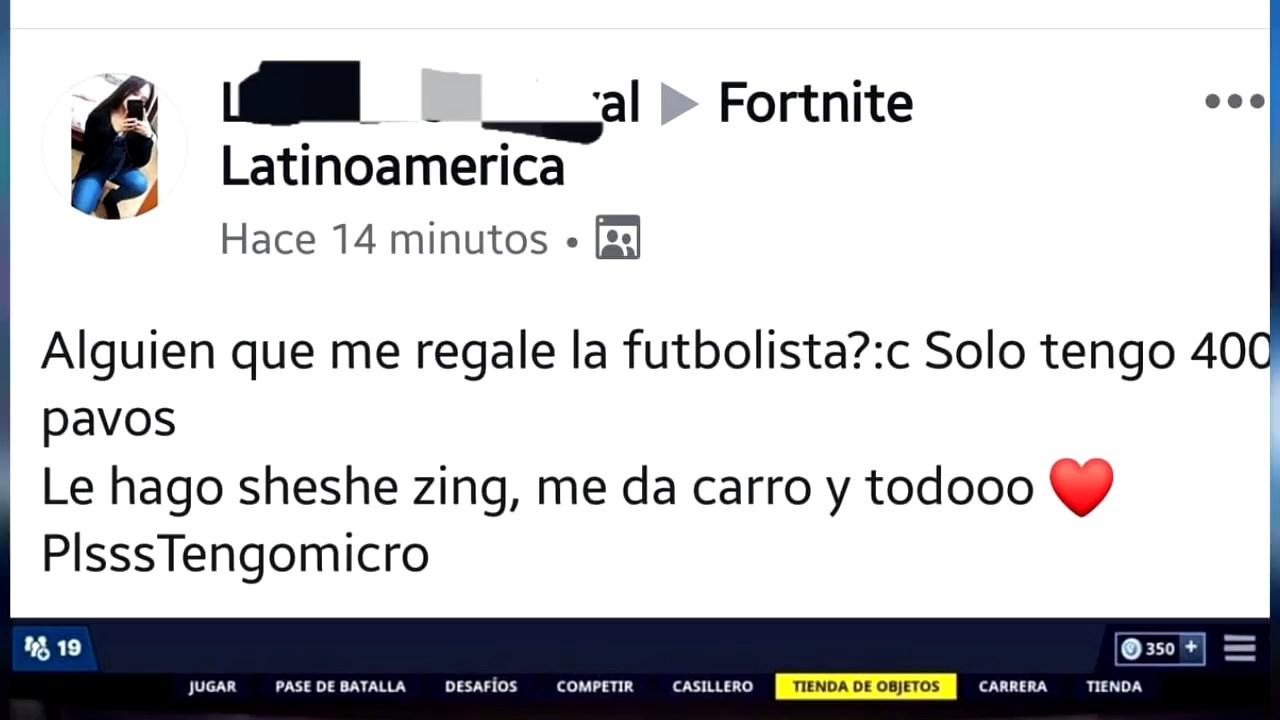 Fortnite
Latinoamerica
Hace 14 minutos •
Alguien que me regale la futbolista?:c Solo tengo 400
pavos
Le hago sheshe zing, me da carro y todooo ❤️
PlsssTengomicro
19
350 +
JUGAR PASE DE BATALLA DESAFÍOS COMPETIR CASILLERO TIENDA DE OBJETOS CARRERA TIENDA